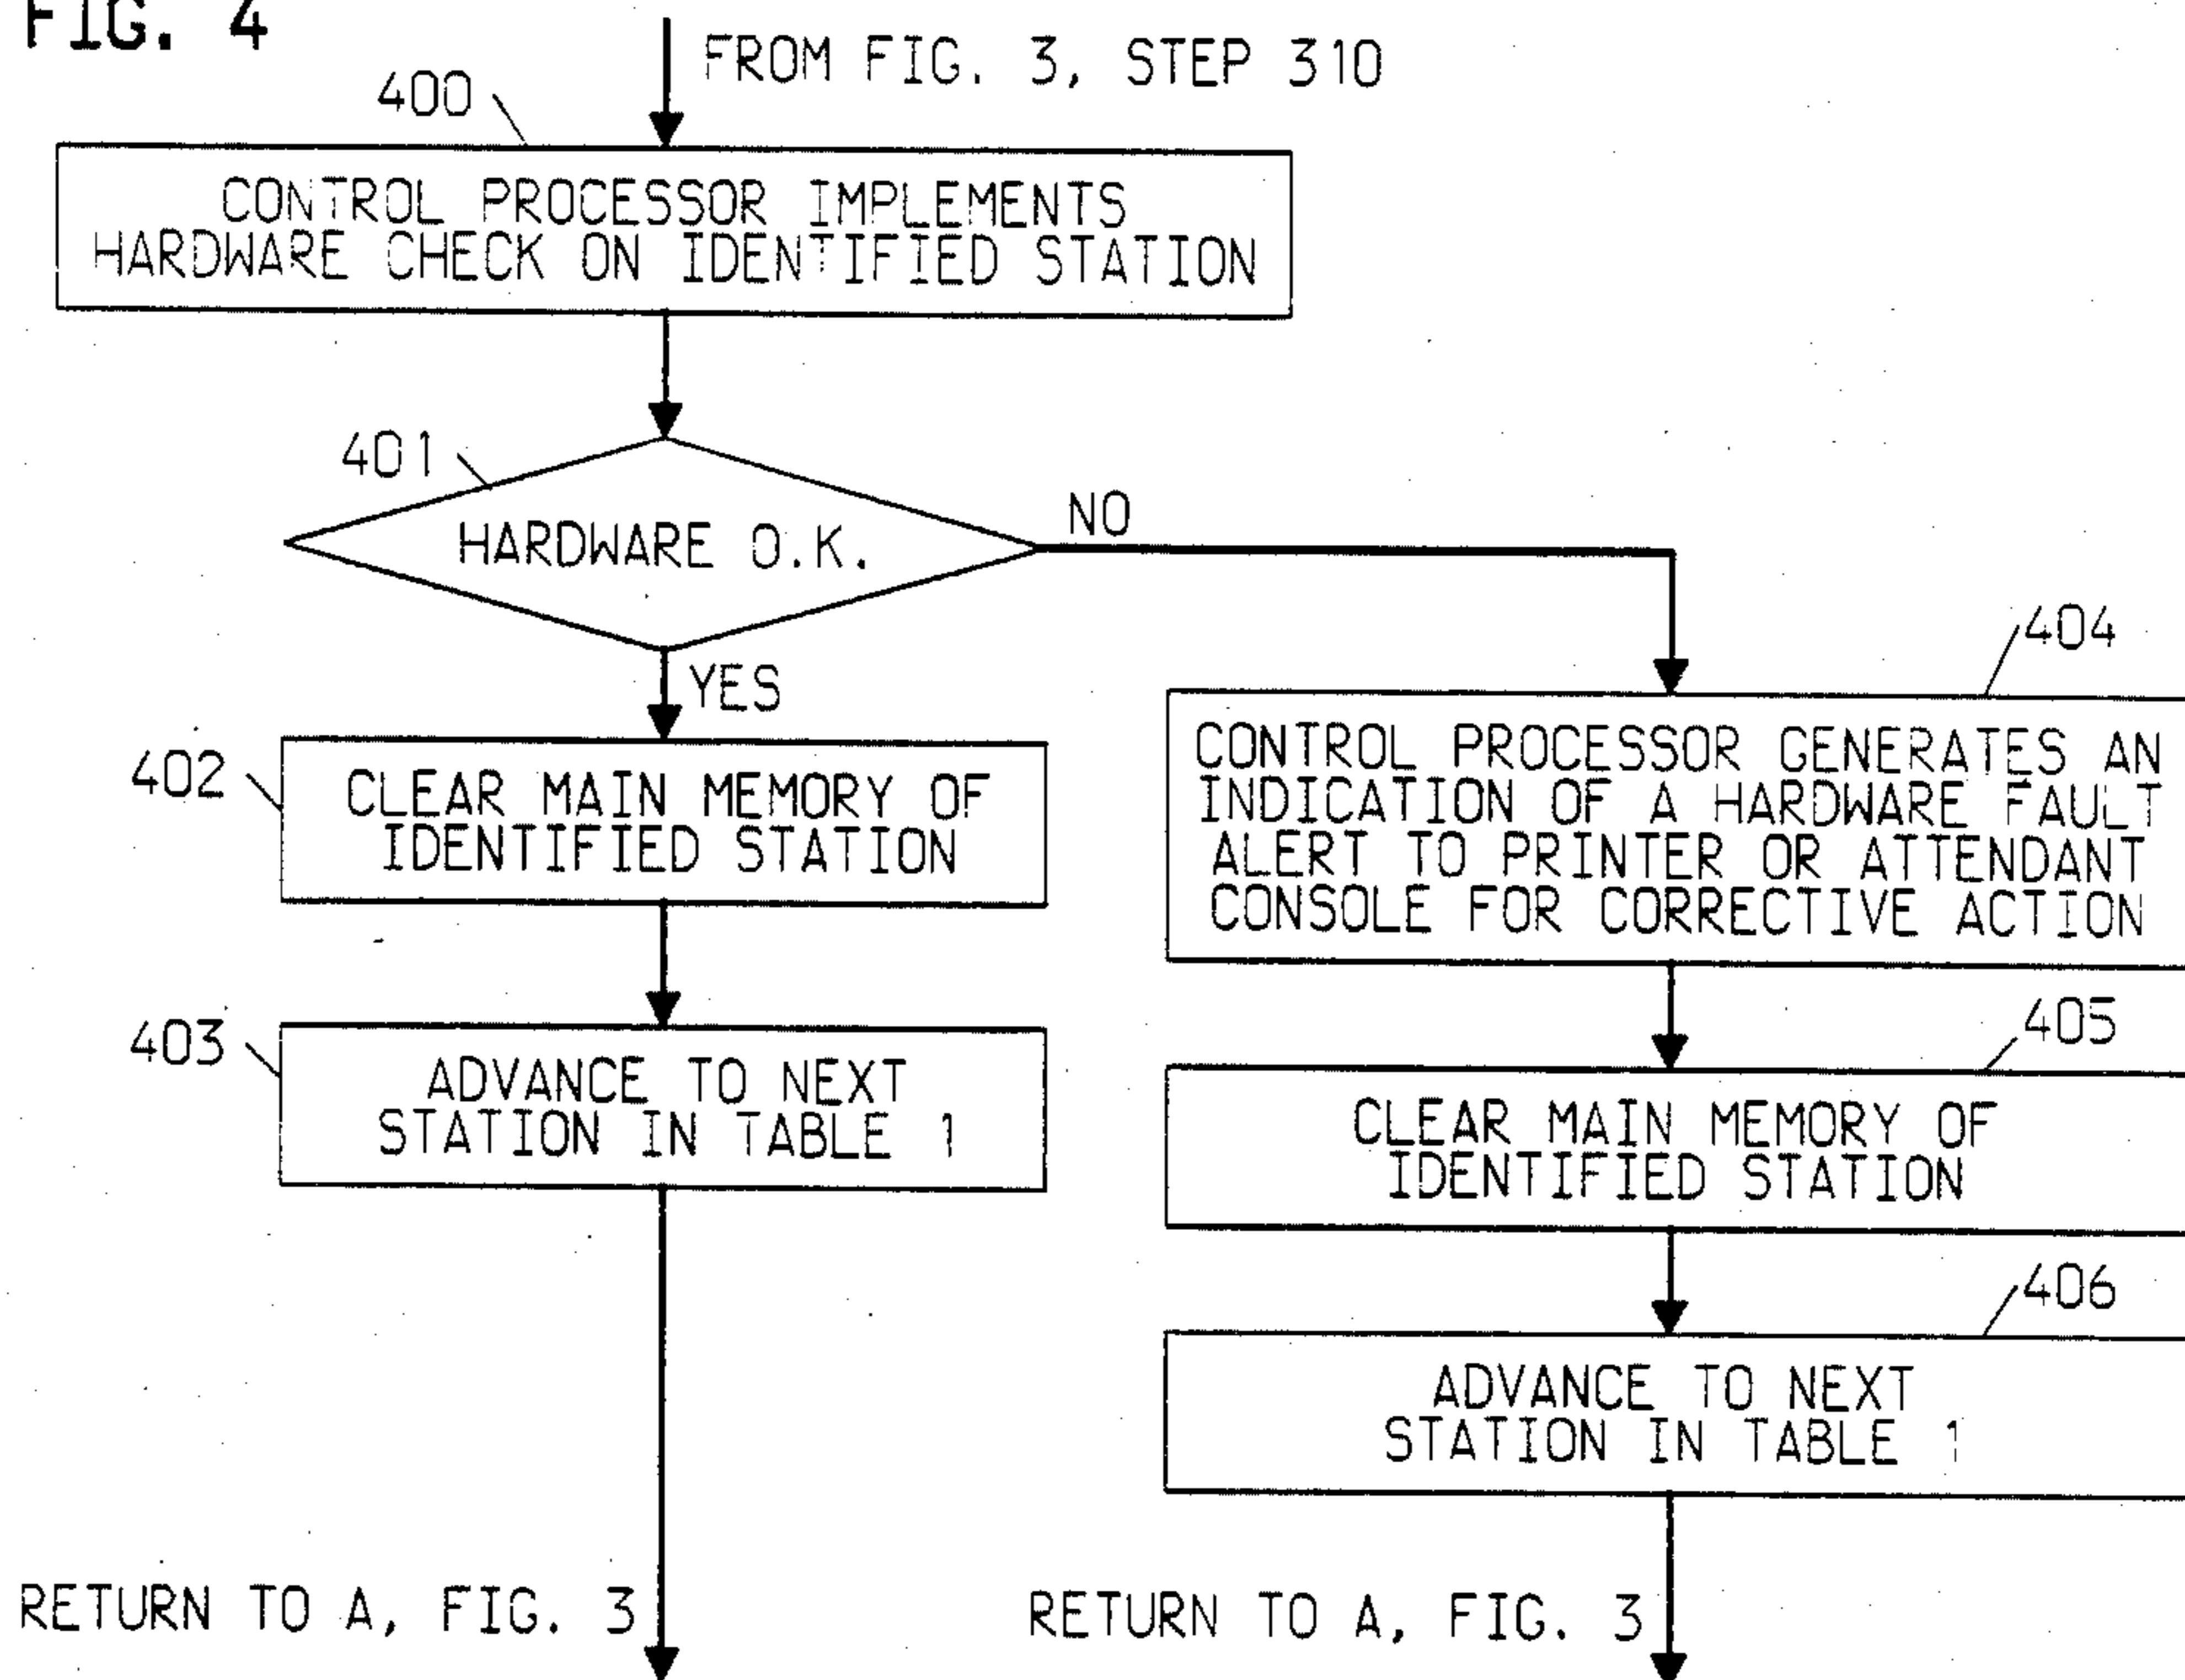 FIG. 4
FROM FIG. 3, STEP 310
400
CONTROL PROCESSOR IMPLEMENTS
HARDWARE CHECK ON IDENTIFIED STATION
401
HARDWARE O.K.
NO
YES
402
CLEAR MAIN MEMORY OF
IDENTIFIED STATION
403
ADVANCE TO NEXT
STATION IN TABLE 1
RETURN TO A, FIG. 3
404
CONTROL PROCESSOR GENERATES AN
INDICATION OF A HARDWARE FAULT
ALERT TO PRINTER OR ATTENDANT
CONSOLE FOR CORRECTIVE ACTION
405
CLEAR MAIN MEMORY OF
IDENTIFIED STATION
406
ADVANCE TO NEXT
STATION IN TABLE 1
RETURN TO A, FIG. 3